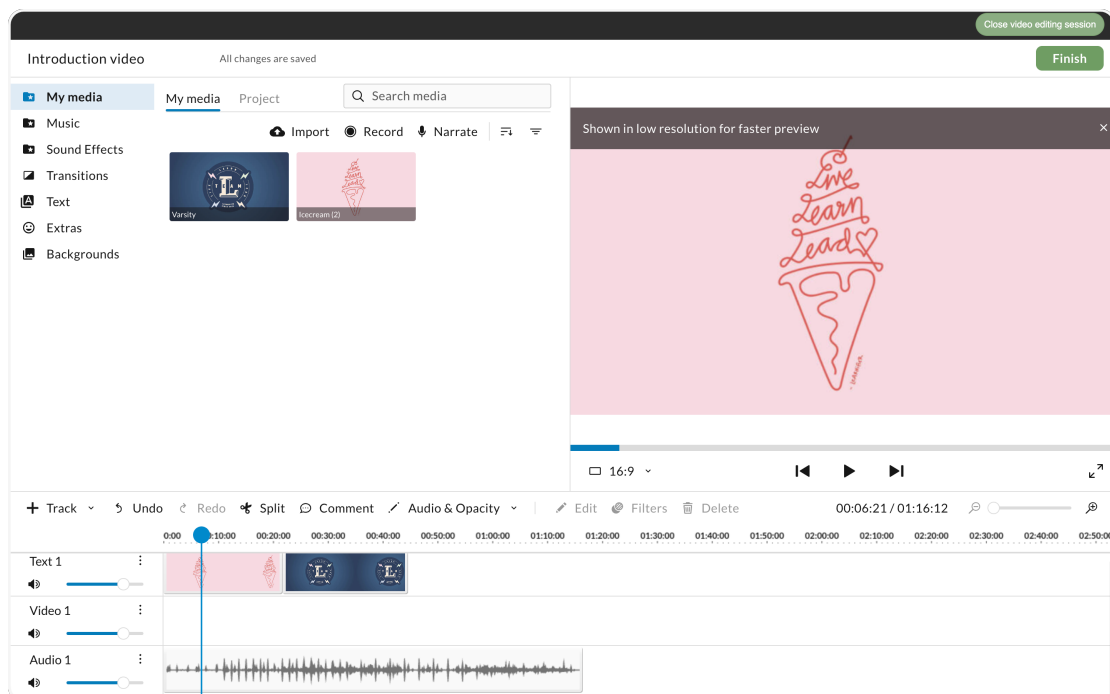 Close video editing session
Introduction video
All changes are saved
Finish
My media
Music
Sound Effects
Transitions
Text
Extras
Backgrounds
My media Project
Search media
Import Record Narrate
Varsity
Icecream (2)
Shown in low resolution for faster preview
Live
Learn
Lead
16:9
Track Undo Redo Split Comment Audio & Opacity Edit Filters Delete 00:06:21 / 01:16:12
0:00 :10:00 00:20:00 00:30:00 00:40:00 00:50:00 01:00:00 01:10:00 01:20:00 01:30:00 01:40:00 01:50:00 02:00:00 02:10:00 02:20:00 02:30:00 02:40:00 02:50:0
Text 1
Video 1
Audio 1